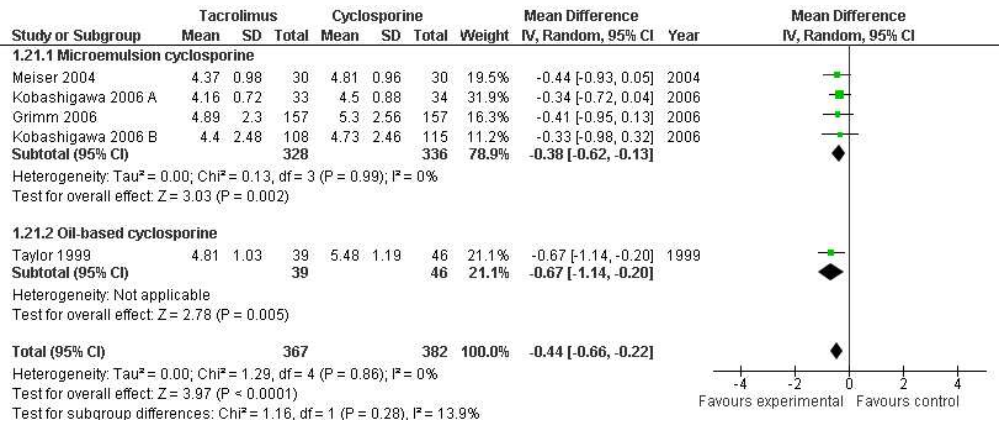 Tacrolimus Cyclosporine Mean Difference Mean Difference
Study or Subgroup Mean SD Total Mean SD Total Weight IV, Random, 95% CI Year IV, Random, 95% CI
1.21.1 Microemulsion cyclosporine
Meiser 2004 4.37 0.98 30 4.81 0.96 30 19.5% -0.44 [-0.93, 0.05] 2004
Kobashigawa 2006 A 4.16 0.72 33 4.5 0.88 34 31.9% -0.34 [-0.72, 0.04] 2006
Grimm 2006 4.89 2.3 157 5.3 2.56 157 16.3% -0.41 [-0.95, 0.13] 2006
Kobashigawa 2006 B 4.4 2.48 108 4.73 2.46 115 11.2% -0.33 [-0.98, 0.32] 2006
Subtotal (95% CI) 328 336 78.9% -0.38 [-0.62, -0.13]
Heterogeneity: Tau² = 0.00; Chi² = 0.13, df = 3 (P = 0.99); I² = 0%
Test for overall effect: Z = 3.03 (P = 0.002)
1.21.2 Oil-based cyclosporine
Taylor 1999 4.81 1.03 39 5.48 1.19 46 21.1% -0.67 [-1.14, -0.20] 1999
Subtotal (95% CI) 39 46 21.1% -0.67 [-1.14, -0.20]
Heterogeneity: Not applicable
Test for overall effect: Z = 2.78 (P = 0.005)
Total (95% CI) 367 382 100.0% -0.44 [-0.66, -0.22]
Heterogeneity: Tau² = 0.00; Chi² = 1.29, df = 4 (P = 0.86); I² = 0%
Test for overall effect: Z = 3.97 (P < 0.0001)
Test for subgroup differences: Chi² = 1.16, df = 1 (P = 0.28), I² = 13.9%
-4 -2 0 2 4
Favours experimental Favours control